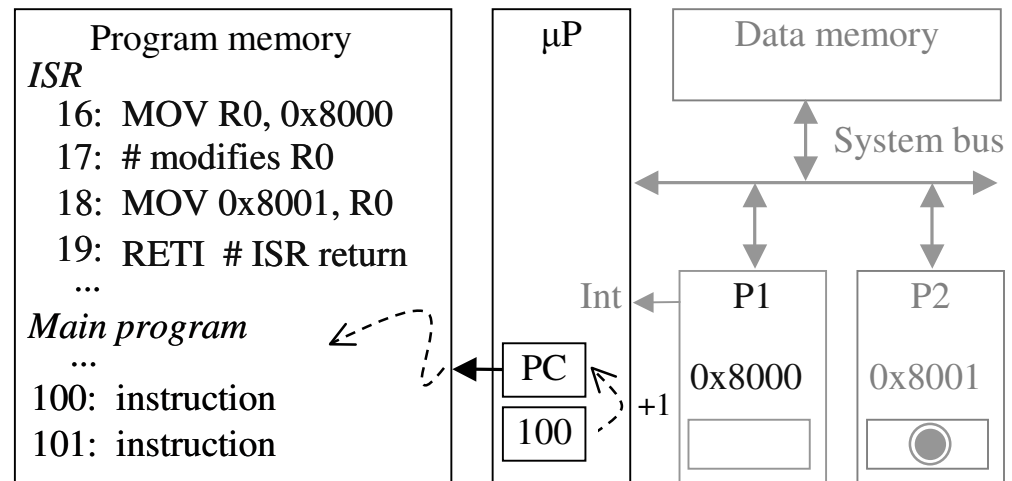 Program memory
ISR
16: MOV R0, 0x8000
17: # modifies R0
18: MOV 0x8001, R0
19: RETI # ISR return
...
Main program
...
100: instruction
101: instruction
μP
PC
100
+1
Int
Data memory
System bus
P1
0x8000
P2
0x8001